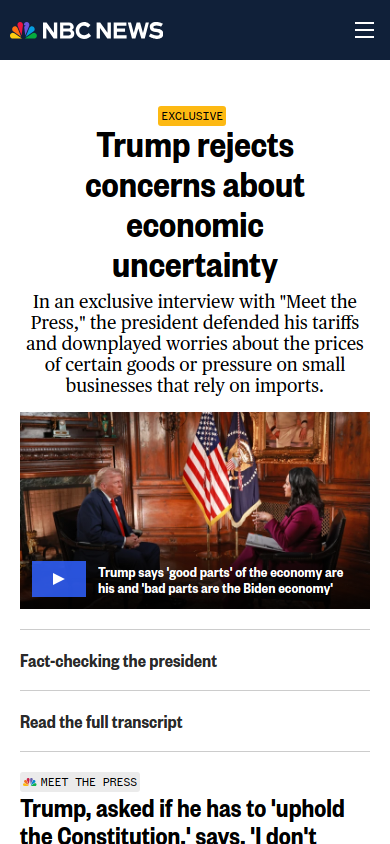 NBC NEWS
EXCLUSIVE
Trump rejects
concerns about
economic
uncertainty
In an exclusive interview with "Meet the
Press," the president defended his tariffs
and downplayed worries about the prices
of certain goods or pressure on small
businesses that rely on imports.
Trump says 'good parts' of the economy are
his and 'bad parts are the Biden economy'
Fact-checking the president
Read the full transcript
MEET THE PRESS
Trump, asked if he has to 'uphold
the Constitution,' says, 'I don't